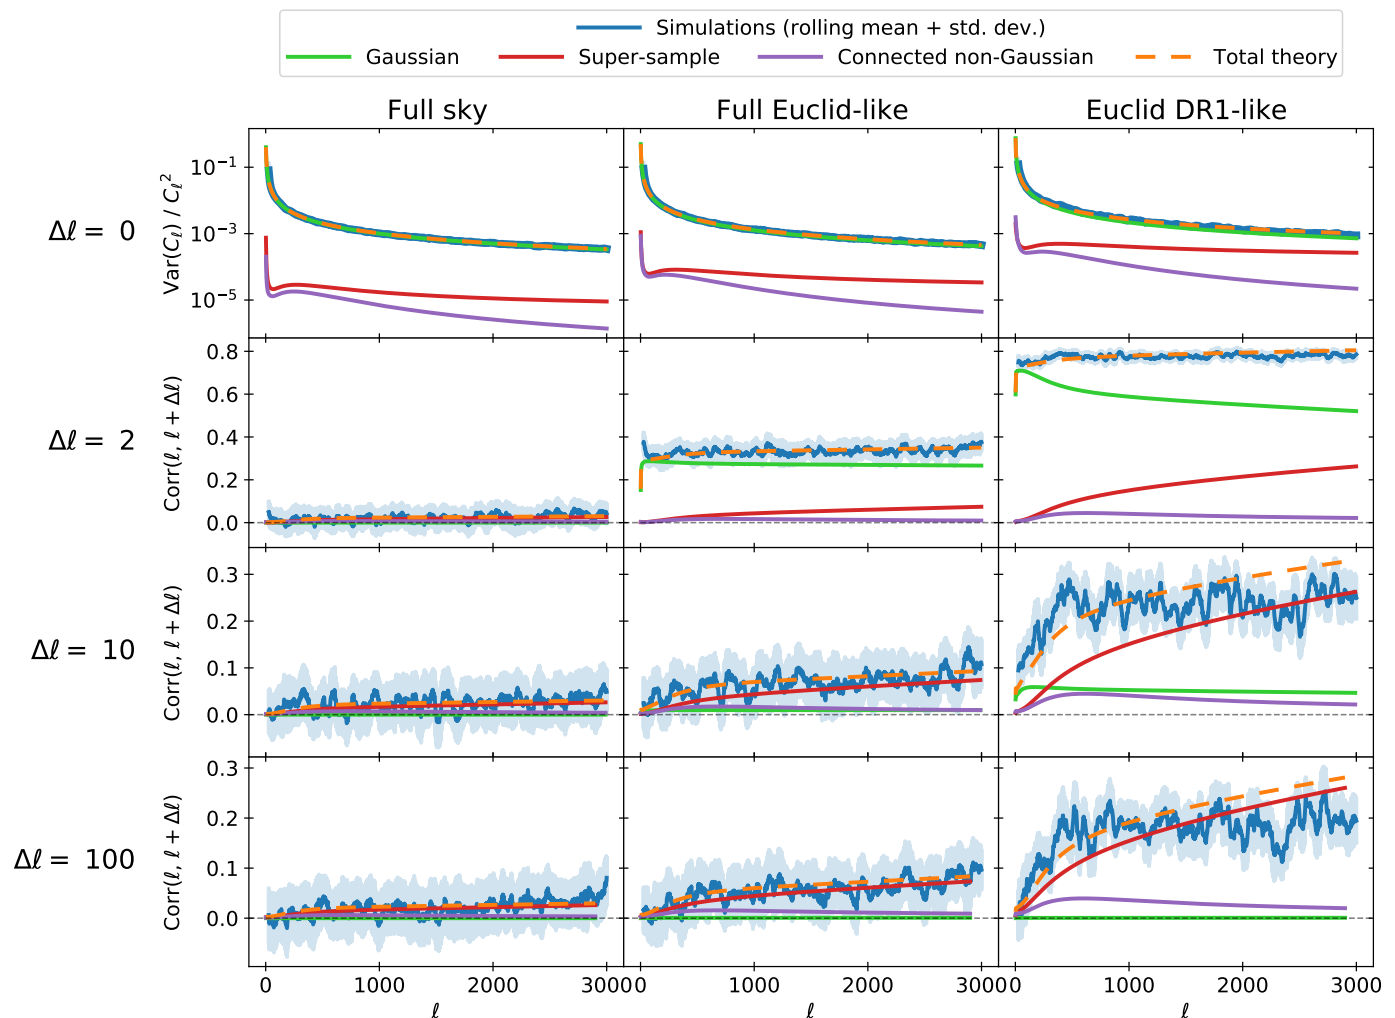 Simulations (rolling mean + std. dev.)
Gaussian Super-sample Connected non-Gaussian Total theory
Full sky Full Euclid-like Euclid DR1-like
Δℓ = 0
Var(Cℓ) / Cℓ²
10⁻¹
10⁻³
10⁻⁵
Δℓ = 2
Corr(ℓ, ℓ + Δℓ)
0.8
0.6
0.4
0.2
0.0
Δℓ = 10
Corr(ℓ, ℓ + Δℓ)
0.3
0.2
0.1
0.0
Δℓ = 100
Corr(ℓ, ℓ + Δℓ)
0.3
0.2
0.1
0.0
0 1000 2000 3000 0 1000 2000 3000 0 1000 2000 3000
ℓ ℓ ℓ